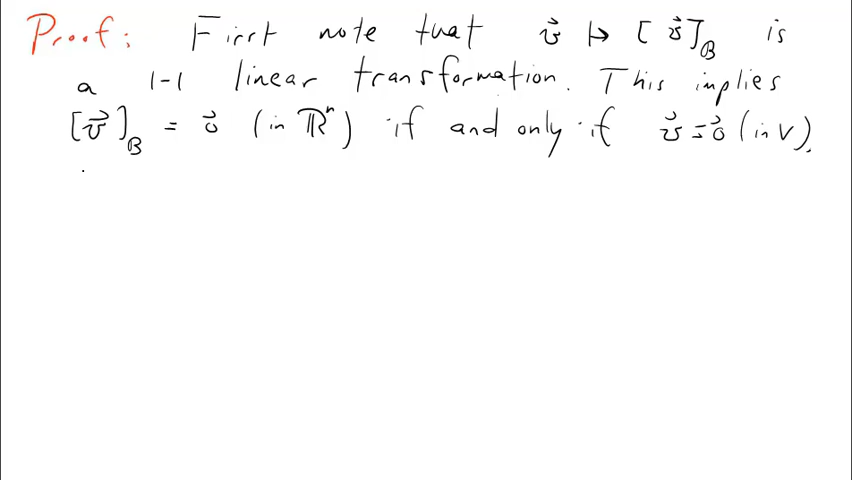 Proof: First note that v⃗ ↦ [v⃗]_B is
a 1-1 linear transformation. This implies
[v⃗]_B = 0⃗ (in ℝⁿ) if and only if v⃗=0⃗ (in V).